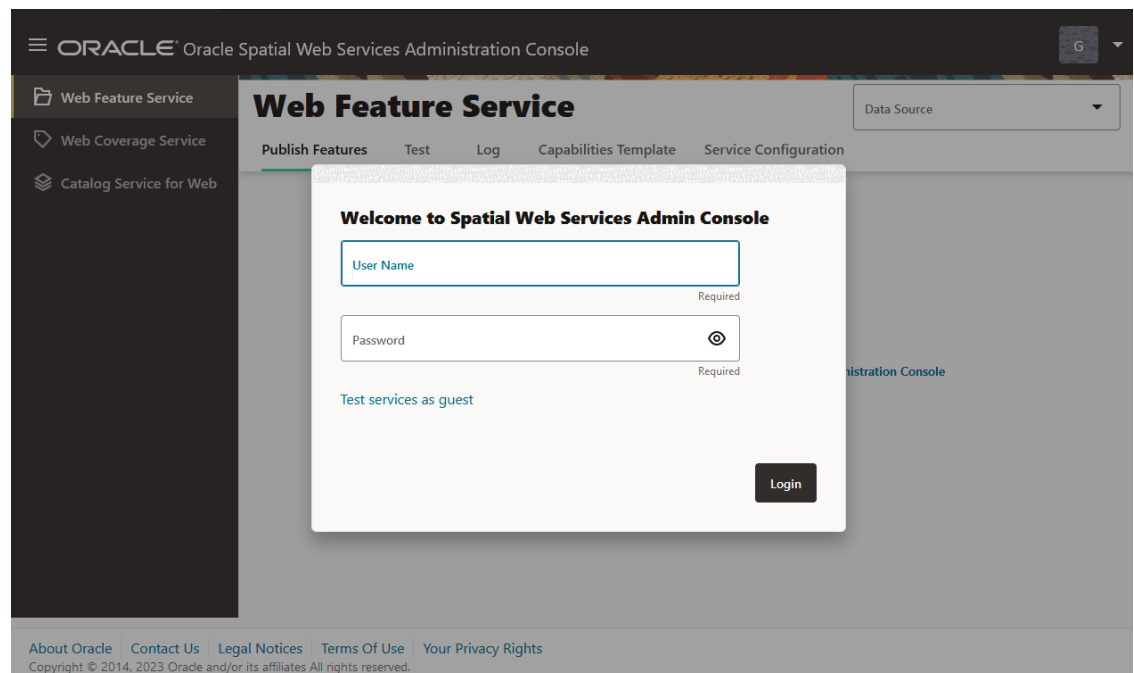 ORACLE® Oracle Spatial Web Services Administration Console
G
Web Feature Service
Web Coverage Service
Catalog Service for Web
Web Feature Service
Data Source
Publish Features Test Log Capabilities Template Service Configuration
Welcome to Spatial Web Services Admin Console
User Name
Required
Password
Required
nistration Console
Test services as guest
Login
About Oracle Contact Us Legal Notices Terms Of Use Your Privacy Rights
Copyright © 2014, 2023 Oracle and/or its affiliates All rights reserved.